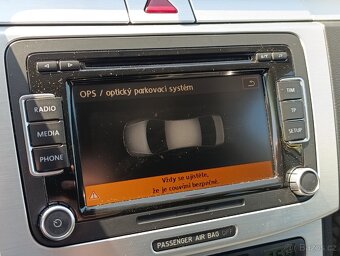 OPS / optický parkovací systém
RADIO
MEDIA
PHONE
TIM
TP
SETUP
Vždy se ujistěte,
že je couvání bezpečné.
PASSENGER AIR BAG OFF